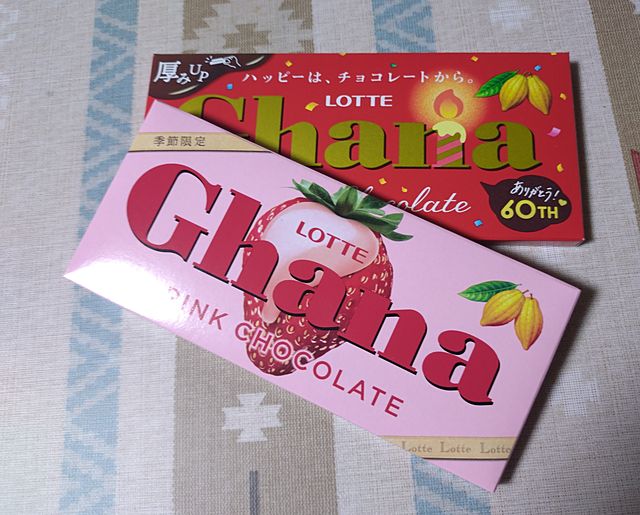 厚みUP
ハッピーは、チョコレートから。
LOTTE
Ghana
Chocolate
ありがとう!
60TH
季節限定
LOTTE
Ghana
PINK CHOCOLATE
Lotte Lotte Lotte